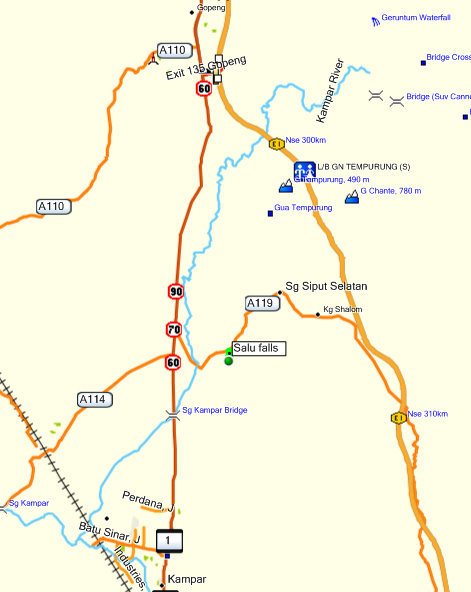 Gopeng
Geruntum Waterfall
A110
Exit 135 Gopeng
Bridge Cross
60
Kampar River
Bridge (Suv Canno
E1
Nse 300km
L/B GN TEMPURUNG (S)
Tempurung, 490 m
G Chante, 780 m
A110
Gua Tempurung
90
Sg Siput Selatan
A119
Kg Shalom
70
Salu falls
60
A114
Sg Kampar Bridge
E1
Nse 310km
Perdana, J
Sg Kampar
Batu Sinar, J
1
Industries,
Kampar